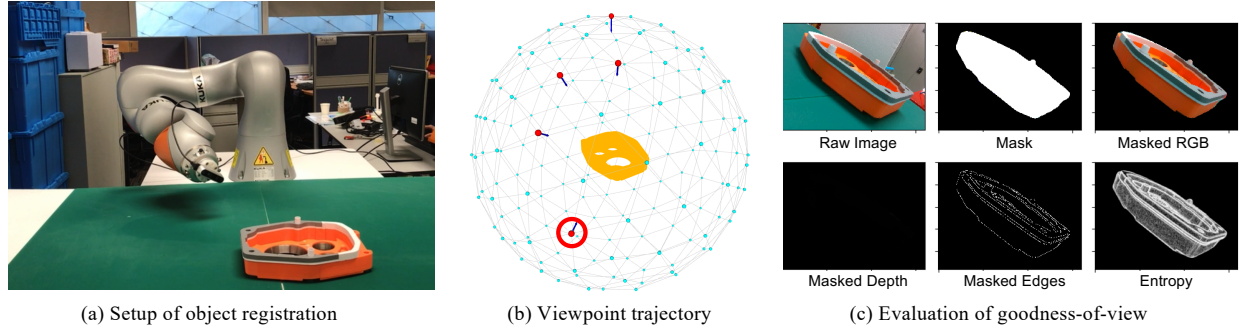 KUKA
Raw Image
Mask
Masked RGB
Masked Depth
Masked Edges
Entropy
(a) Setup of object registration
(b) Viewpoint trajectory
(c) Evaluation of goodness-of-view